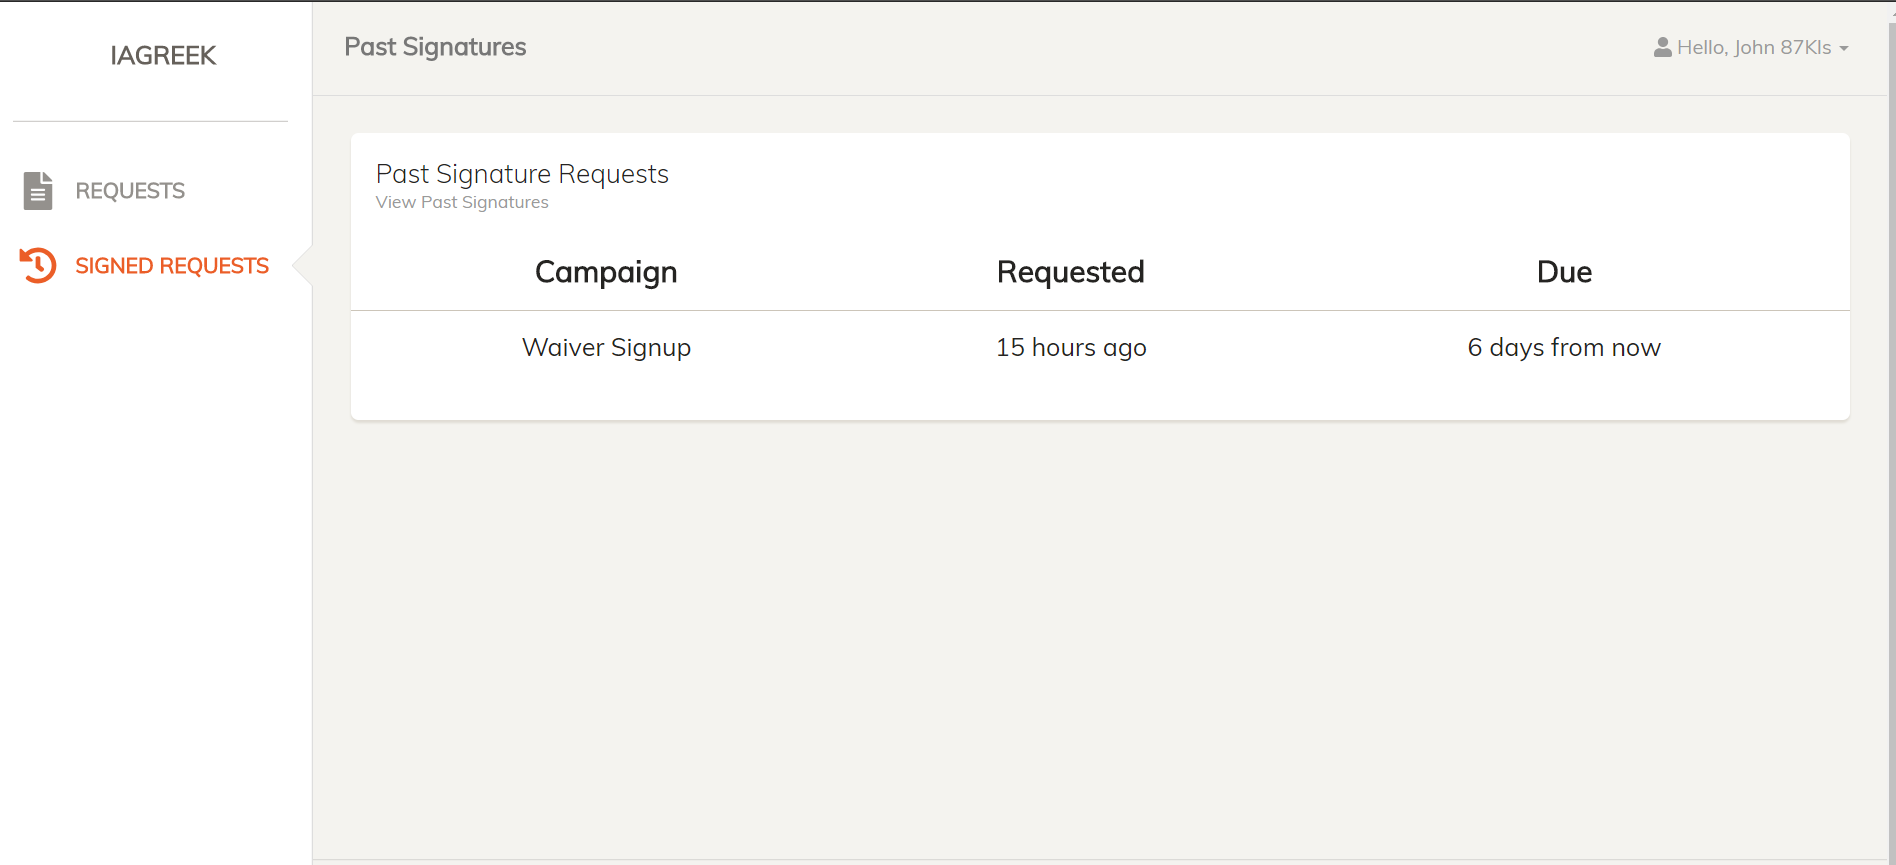 IAGREEK
REQUESTS
SIGNED REQUESTS
Past Signatures
Hello, John 87Kls
Past Signature Requests
View Past Signatures
Campaign Requested Due
Waiver Signup 15 hours ago 6 days from now